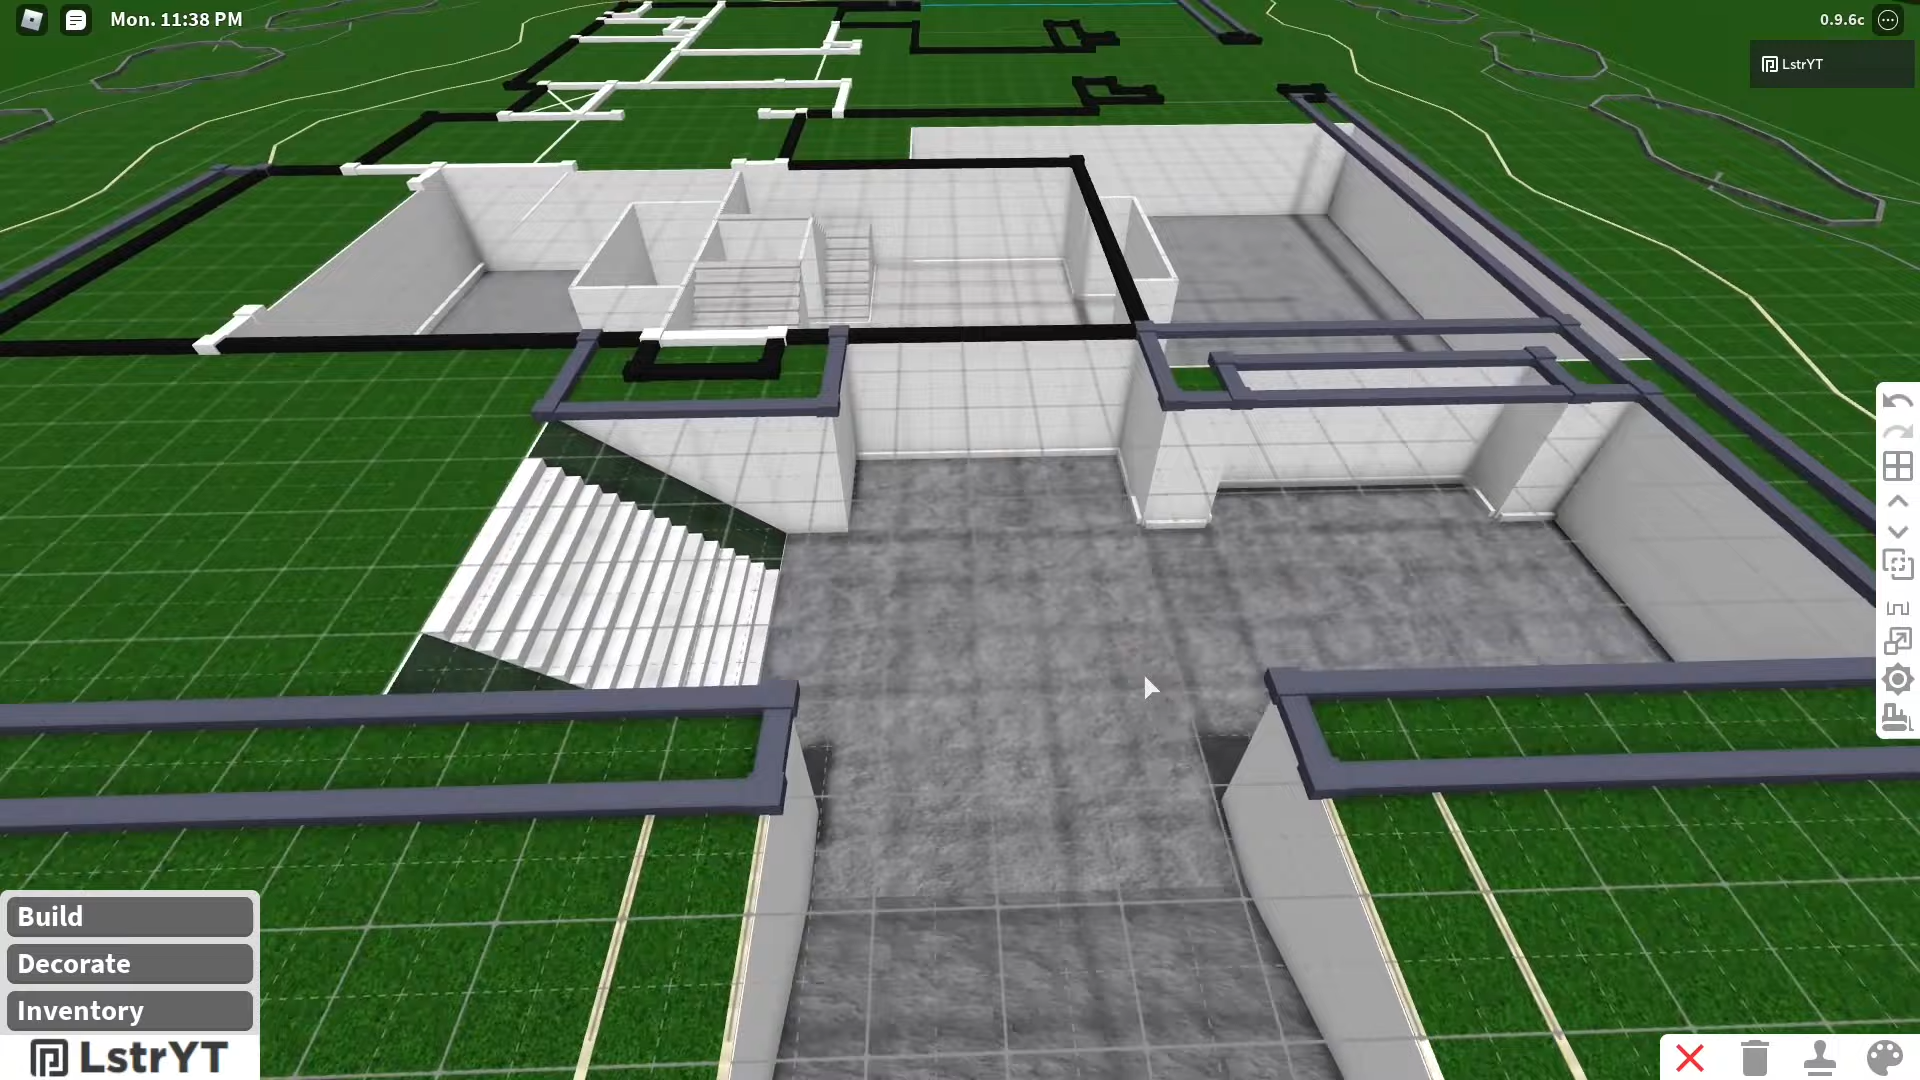 Mon. 11:38 PM
0.9.6c
LstrYT
Build
Decorate
Inventory
LstrYT